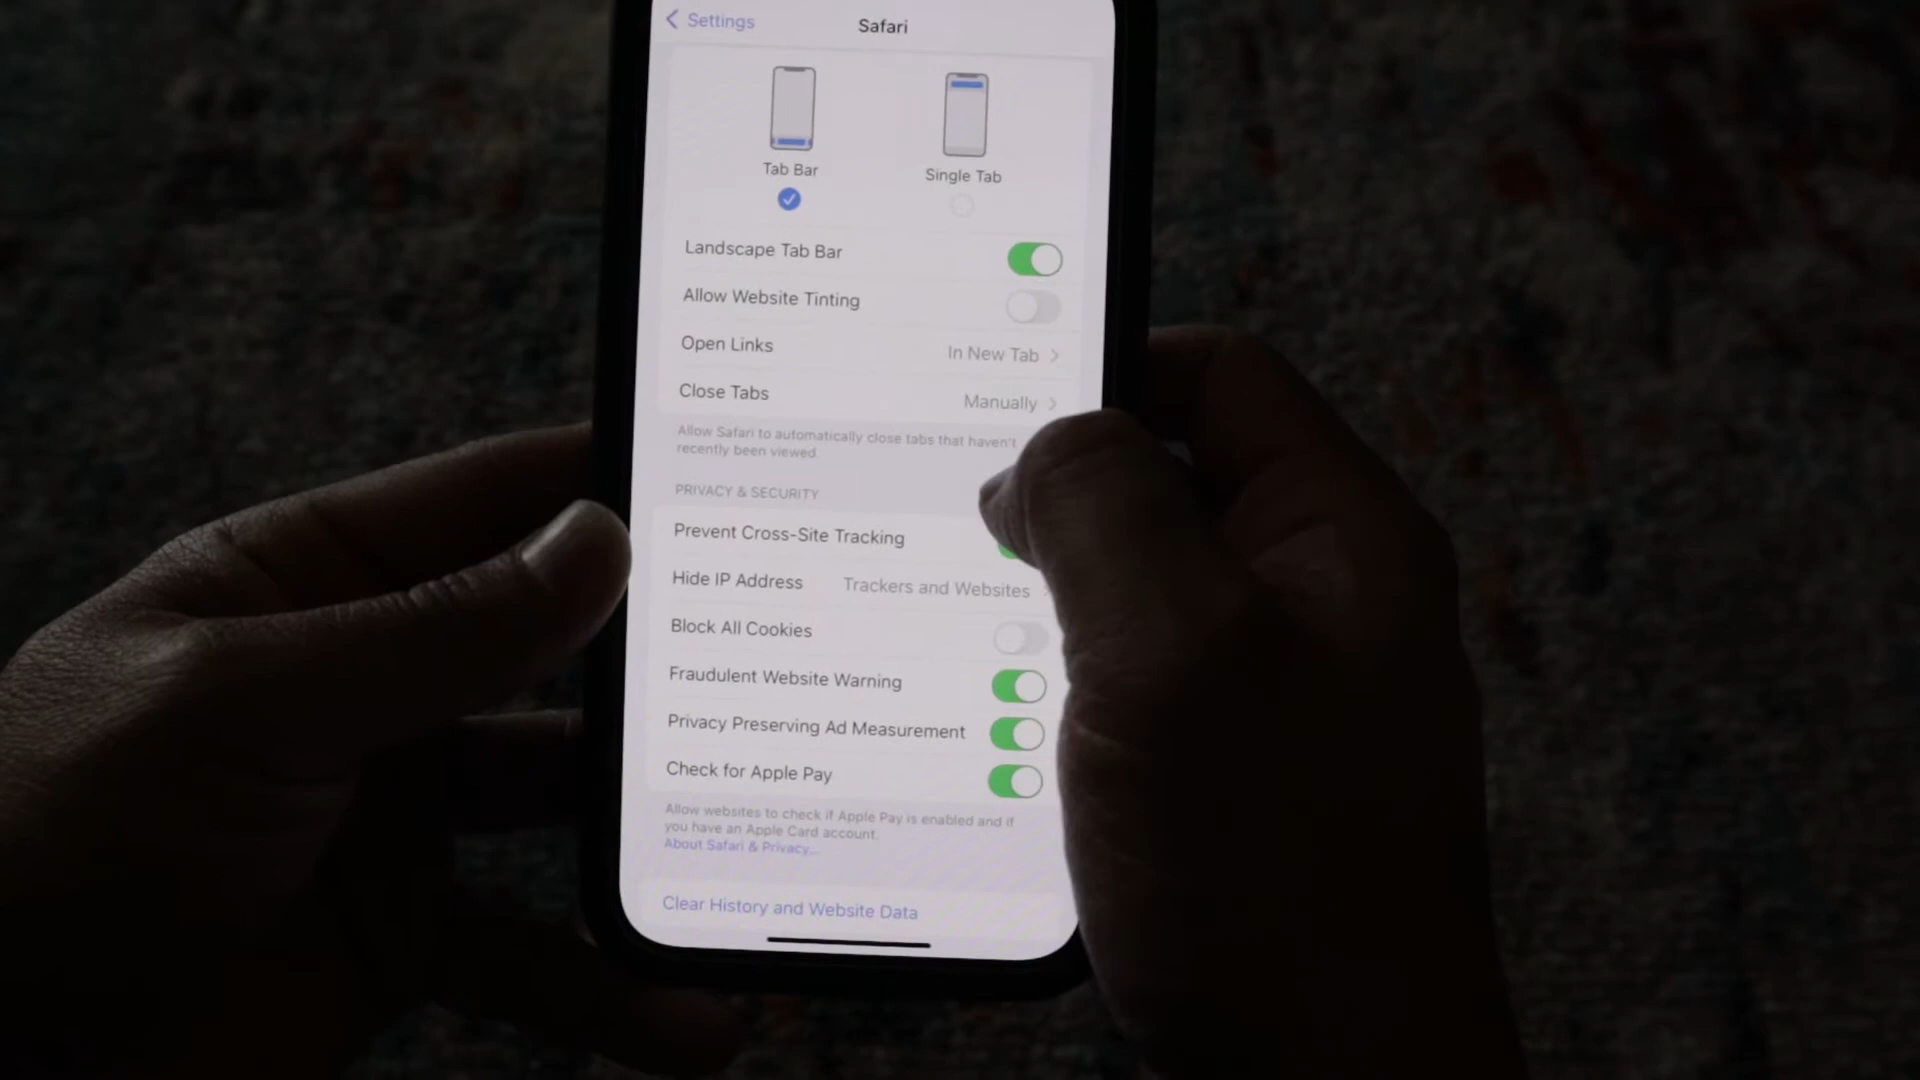 Settings
Safari
Tab Bar
Single Tab
Landscape Tab Bar
Allow Website Tinting
Open Links In New Tab
Close Tabs Manually
Allow Safari to automatically close tabs that haven't
recently been viewed.
PRIVACY & SECURITY
Prevent Cross-Site Tracking
Hide IP Address Trackers and Websites
Block All Cookies
Fraudulent Website Warning
Privacy Preserving Ad Measurement
Check for Apple Pay
Allow websites to check if Apple Pay is enabled and if
you have an Apple Card account.
About Safari & Privacy...
Clear History and Website Data